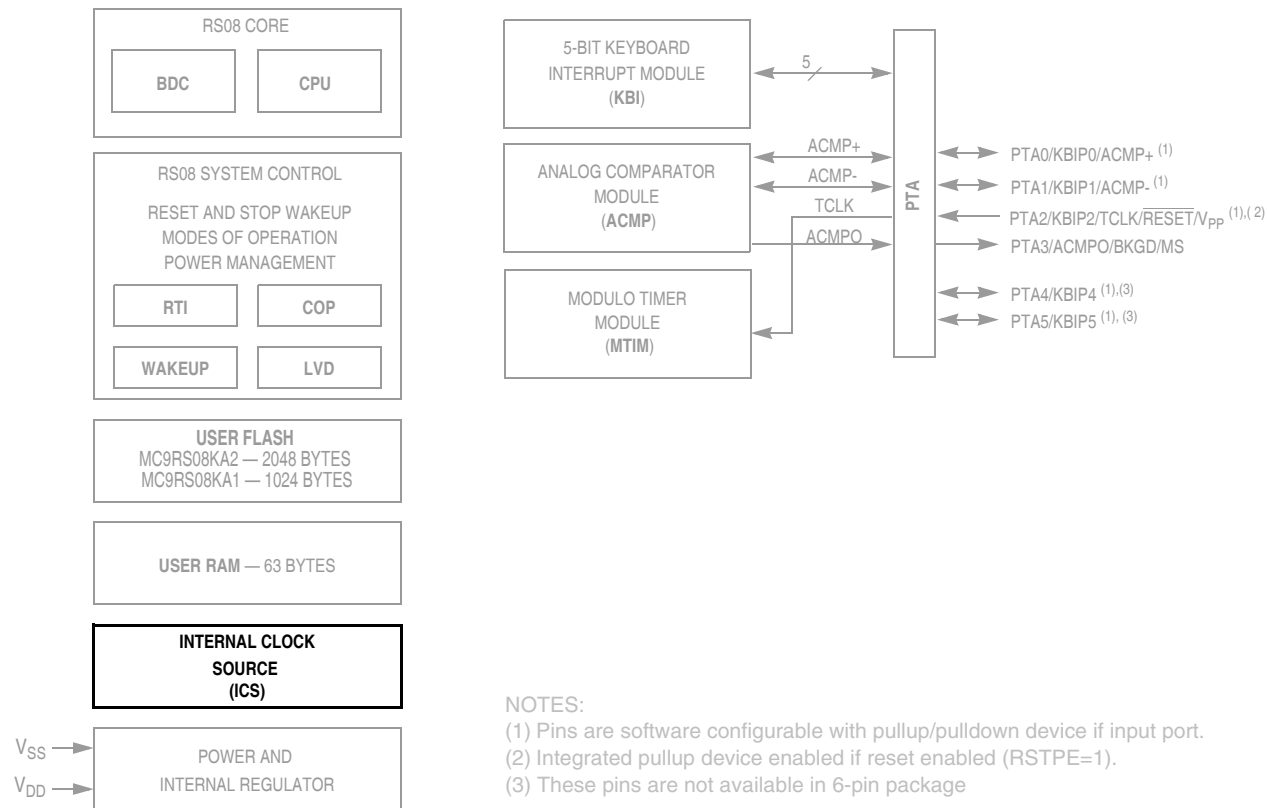 RS08 CORE
BDC
CPU
RS08 SYSTEM CONTROL
RESET AND STOP WAKEUP
MODES OF OPERATION
POWER MANAGEMENT
RTI
COP
WAKEUP
LVD
USER FLASH
MC9RS08KA2 — 2048 BYTES
MC9RS08KA1 — 1024 BYTES
USER RAM — 63 BYTES
INTERNAL CLOCK
SOURCE
(ICS)
VSS
VDD
POWER AND
INTERNAL REGULATOR
5-BIT KEYBOARD
INTERRUPT MODULE
(KBI)
5
ANALOG COMPARATOR
MODULE
(ACMP)
ACMP+
ACMP-
TCLK
ACMPO
MODULO TIMER
MODULE
(MTIM)
PTA
PTA0/KBIP0/ACMP+ (1)
PTA1/KBIP1/ACMP- (1)
PTA2/KBIP2/TCLK/RESET/VPP (1),( 2)
PTA3/ACMPO/BKGD/MS
PTA4/KBIP4 (1),(3)
PTA5/KBIP5 (1), (3)
NOTES:
(1) Pins are software configurable with pullup/pulldown device if input port.
(2) Integrated pullup device enabled if reset enabled (RSTPE=1).
(3) These pins are not available in 6-pin package